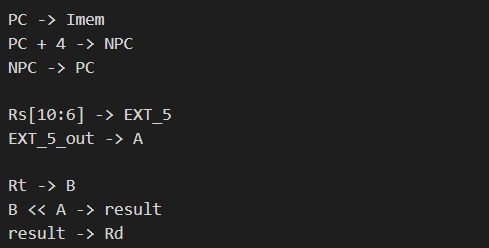 PC -> Imem
PC + 4 -> NPC
NPC -> PC
Rs[10:6] -> EXT_5
EXT_5_out -> A
Rt -> B
B << A -> result
result -> Rd